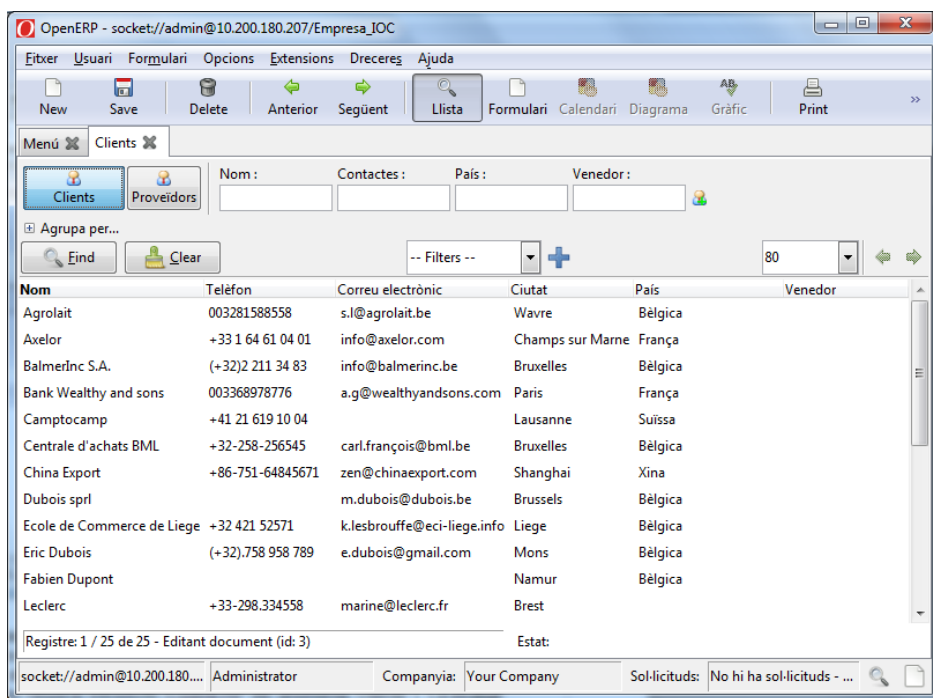 OpenERP - socket://admin@10.200.180.207/Empresa_IOC
Fitxer Usuari Formulari Opcions Extensions Dreceres Ajuda
New Save Delete Anterior Següent Llista Formulari Calendari Diagrama Gràfic Print
Menú Clients
Clients Proveïdors Nom : Contactes : País : Venedor :
Agrupa per...
Find Clear -- Filters -- 80
Nom Telèfon Correu electrònic Ciutat País Venedor
Agrolait 003281588558 s.l@agrolait.be Wavre Bèlgica
Axelor +33 1 64 61 04 01 info@axelor.com Champs sur Marne França
BalmerInc S.A. (+32)2 211 34 83 info@balmerinc.be Bruxelles Bèlgica
Bank Wealthy and sons 003368978776 a.g@wealthyandsons.com Paris França
Camptocamp +41 21 619 10 04 Lausanne Suïssa
Centrale d'achats BML +32-258-256545 carl.françois@bml.be Bruxelles Bèlgica
China Export +86-751-64845671 zen@chinaexport.com Shanghai Xina
Dubois sprl m.dubois@dubois.be Brussels Bèlgica
Ecole de Commerce de Liege +32 421 52571 k.lesbrouffe@eci-liege.info Liege Bèlgica
Eric Dubois (+32).758 958 789 e.dubois@gmail.com Mons Bèlgica
Fabien Dupont Namur Bèlgica
Leclerc +33-298.334558 marine@leclerc.fr Brest
Registre: 1 / 25 de 25 - Editant document (id: 3) Estat:
socket://admin@10.200.180.... Administrator Companyia: Your Company Sol·licituds: No hi ha sol·licituds - ...